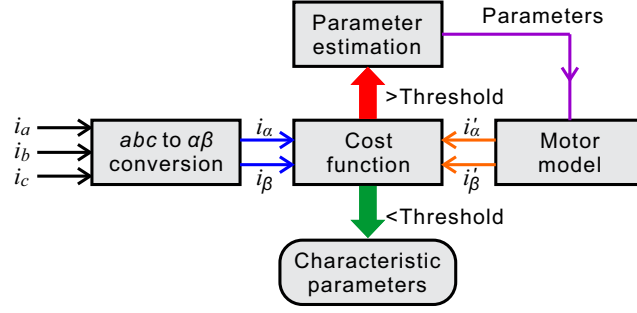 Parameter
estimation
Parameters
>Threshold
iₐ
i_b
i_c
abc to αβ
conversion
i_α
i_β
Cost
function
i′_α
i′_β
Motor
model
<Threshold
Characteristic
parameters